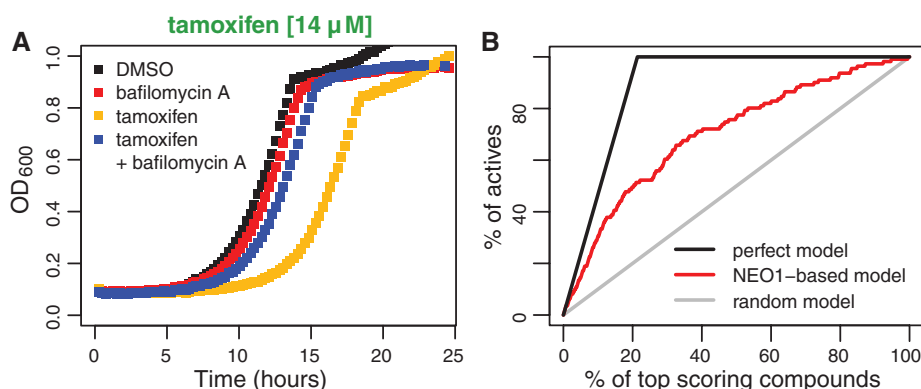 tamoxifen [14 µM]
A
DMSO
bafilomycin A
tamoxifen
tamoxifen
+ bafilomycin A
OD600
0.0
0.2
0.4
0.6
0.8
1.0
0
5
10
15
20
25
Time (hours)
B
perfect model
NEO1−based model
random model
% of actives
0
40
80
0
20
40
60
80
100
% of top scoring compounds